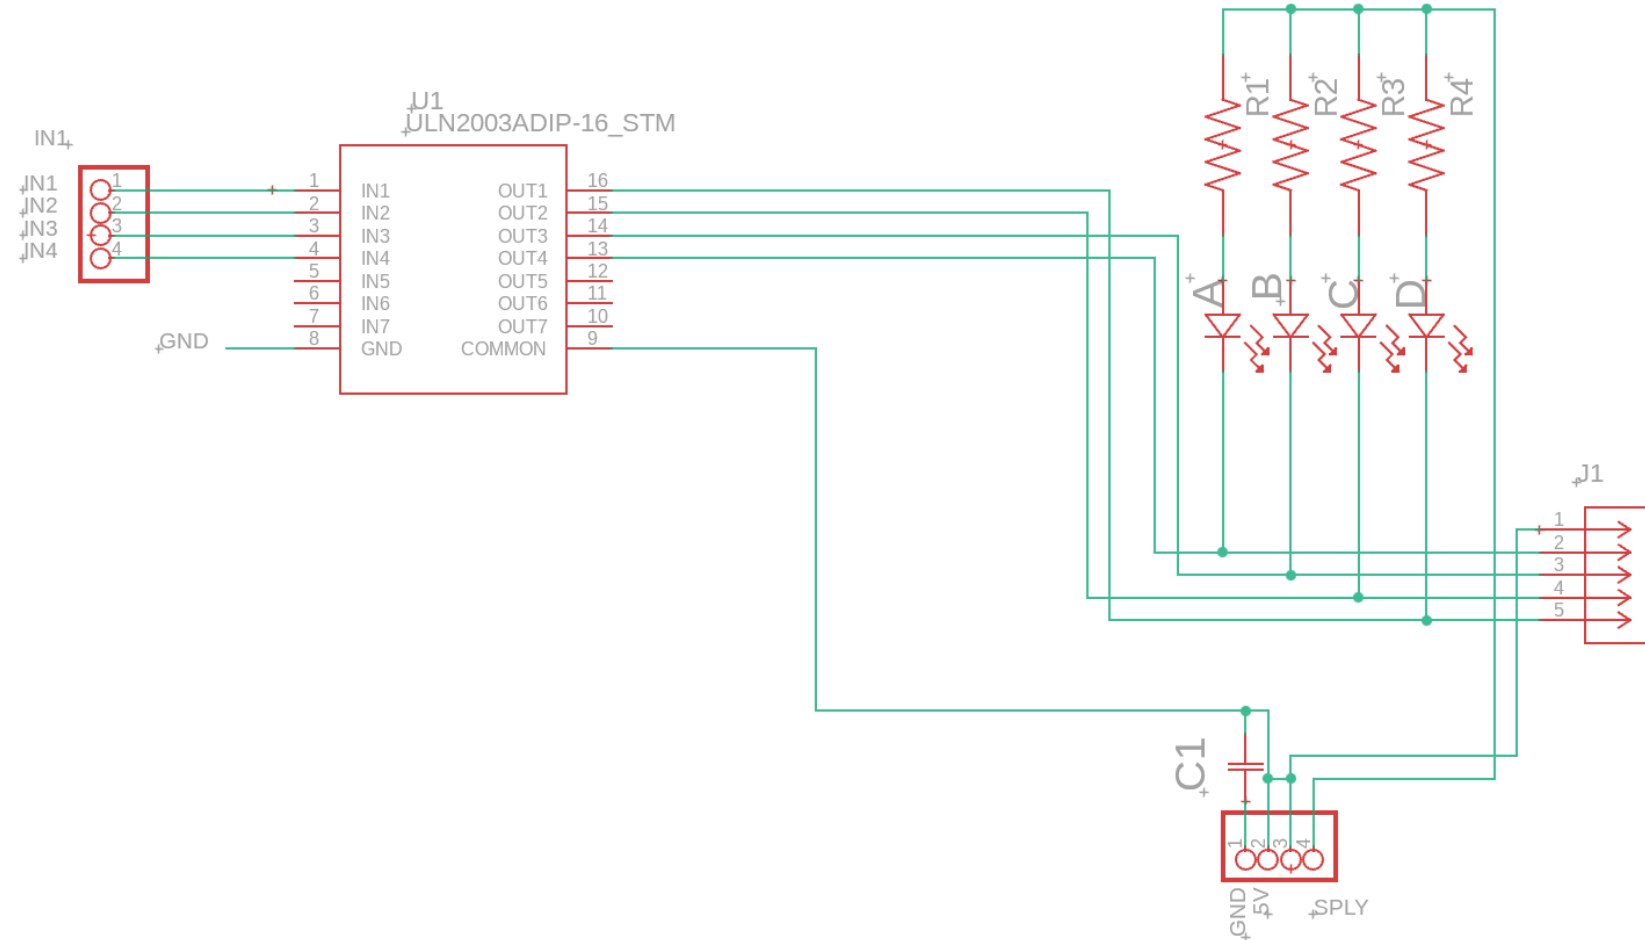 R1 R2 R3 R4
U1
ULN2003ADIP-16_STM
IN1
IN1 1 1 IN1 OUT1 16
IN2 2 2 IN2 OUT2 15
IN3 3 3 IN3 OUT3 14
IN4 4 4 IN4 OUT4 13
5 IN5 OUT5 12
6 IN6 OUT6 11
7 IN7 OUT7 10
GND 8 GND COMMON 9
A B C D
J1
1
2
3
4
5
C1
1 2 3 4
GND 5V SPLY